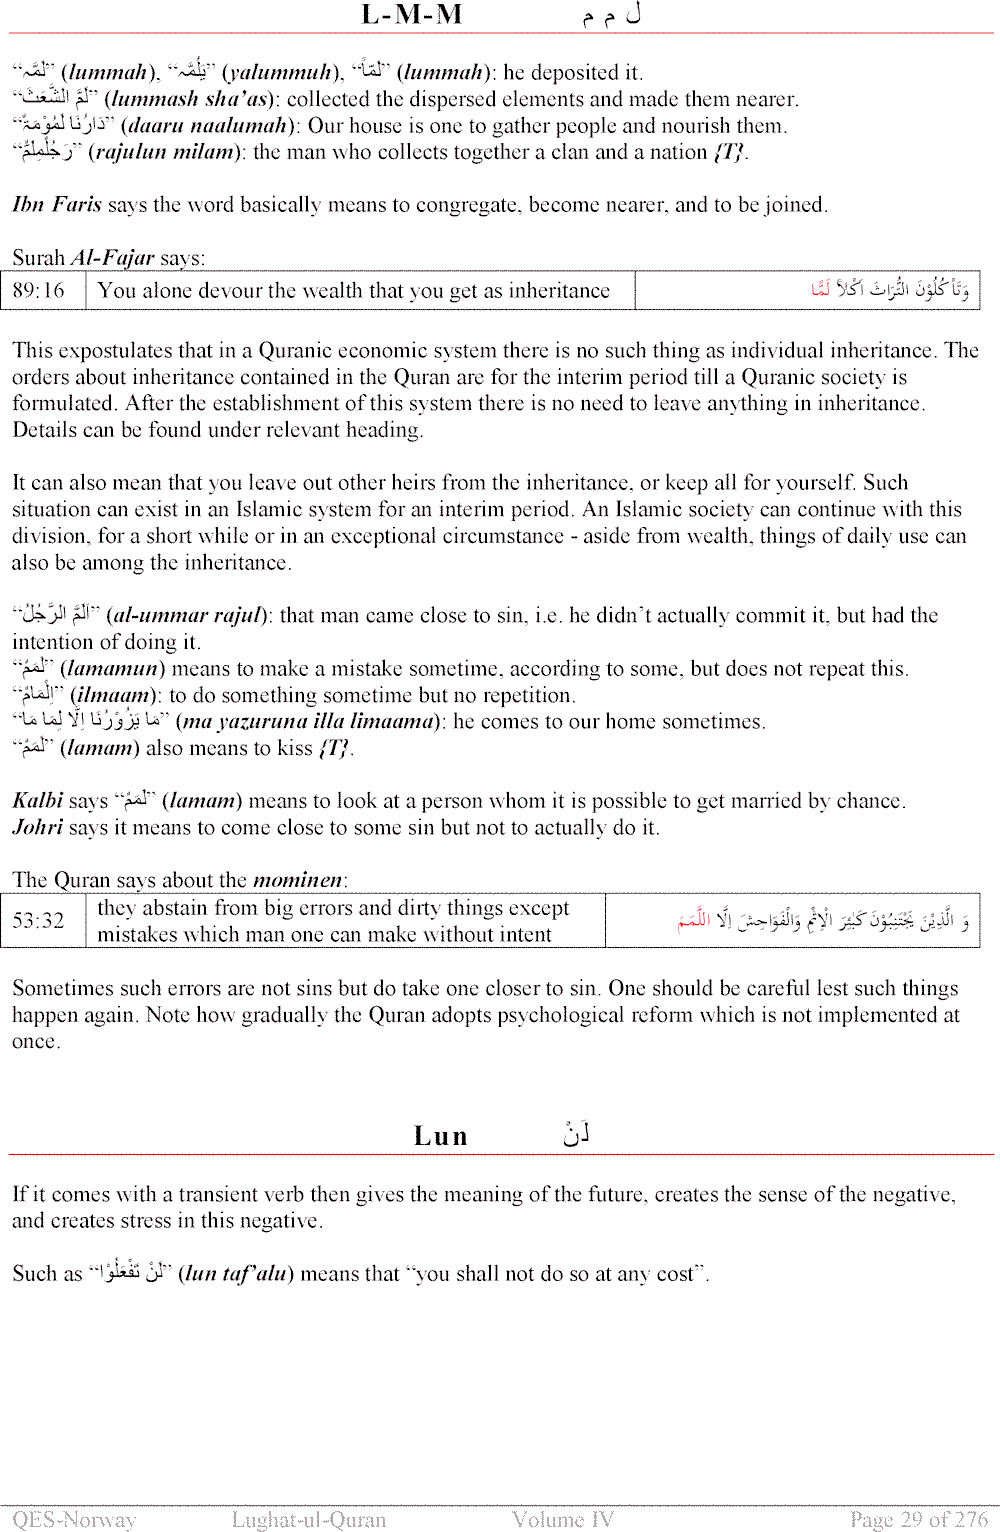 L-M-M ل م م
“لَمَّہ” (lummah), “یَلُمَّہ” (yalummuh), “لَمّاً” (lummah): he deposited it.
“لَمَّ الشَّعَثَ” (lummash sha’as): collected the dispersed elements and made them nearer.
“دَارُنَا لَمُوْمَۃٌ” (daaru naalumah): Our house is one to gather people and nourish them.
“رَجُلٌمِلَمٌّ” (rajulun milam): the man who collects together a clan and a nation {T}.
Ibn Faris says the word basically means to congregate, become nearer, and to be joined.
Surah Al-Fajar says:
89:16 You alone devour the wealth that you get as inheritance وَتَأْكُلُوْنَ التُّرَاثَ اَكْلاً لَّمَّا
This expostulates that in a Quranic economic system there is no such thing as individual inheritance. The
orders about inheritance contained in the Quran are for the interim period till a Quranic society is
formulated. After the establishment of this system there is no need to leave anything in inheritance.
Details can be found under relevant heading.
It can also mean that you leave out other heirs from the inheritance, or keep all for yourself. Such
situation can exist in an Islamic system for an interim period. An Islamic society can continue with this
division, for a short while or in an exceptional circumstance - aside from wealth, things of daily use can
also be among the inheritance.
“اَلَمَّ الرَّجُلُ” (al-ummar rajul): that man came close to sin, i.e. he didn’t actually commit it, but had the
intention of doing it.
“لَمَمٌ” (lamamun) means to make a mistake sometime, according to some, but does not repeat this.
“اِلْمَامٌ” (ilmaam): to do something sometime but no repetition.
“مَا یَزُوْرُنَا اِلَّا لِمَا مَا” (ma yazuruna illa limaama): he comes to our home sometimes.
“لَمَمٌ” (lamam) also means to kiss {T}.
Kalbi says “لَمَمٌ” (lamam) means to look at a person whom it is possible to get married by chance.
Johri says it means to come close to some sin but not to actually do it.
The Quran says about the mominen:
53:32 they abstain from big errors and dirty things except وَ الَّذِيْنَ يَجْتَنِبُوْنَ كَبٰئِرَ الْاِثْمِ وَالْفَوَاحِشَ اِلَّا اللَّمَمَ
mistakes which man one can make without intent
Sometimes such errors are not sins but do take one closer to sin. One should be careful lest such things
happen again. Note how gradually the Quran adopts psychological reform which is not implemented at
once.
Lun لَنْ
If it comes with a transient verb then gives the meaning of the future, creates the sense of the negative,
and creates stress in this negative.
Such as “لَنْ تَفْعَلُوْا” (lun taf’alu) means that “you shall not do so at any cost”.
QES-Norway Lughat-ul-Quran Volume IV Page 29 of 276